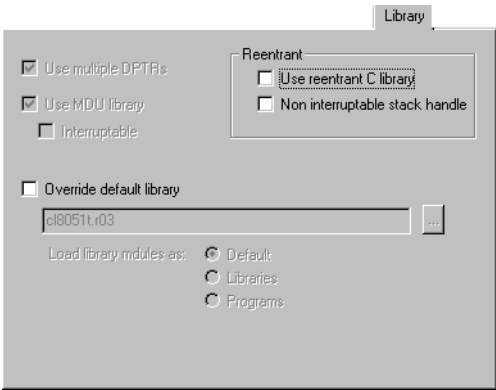 Library
Use multiple DPTRs
Use MDU library
Interruptable
Reentrant
Use reentrant C library
Non interruptable stack handle
Override default library
cl8051t.r03
...
Load library mdules as:
Default
Libraries
Programs